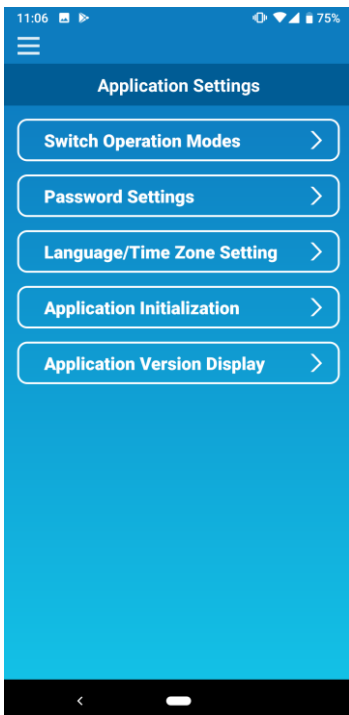 11:06 75%
Application Settings
Switch Operation Modes
Password Settings
Language/Time Zone Setting
Application Initialization
Application Version Display